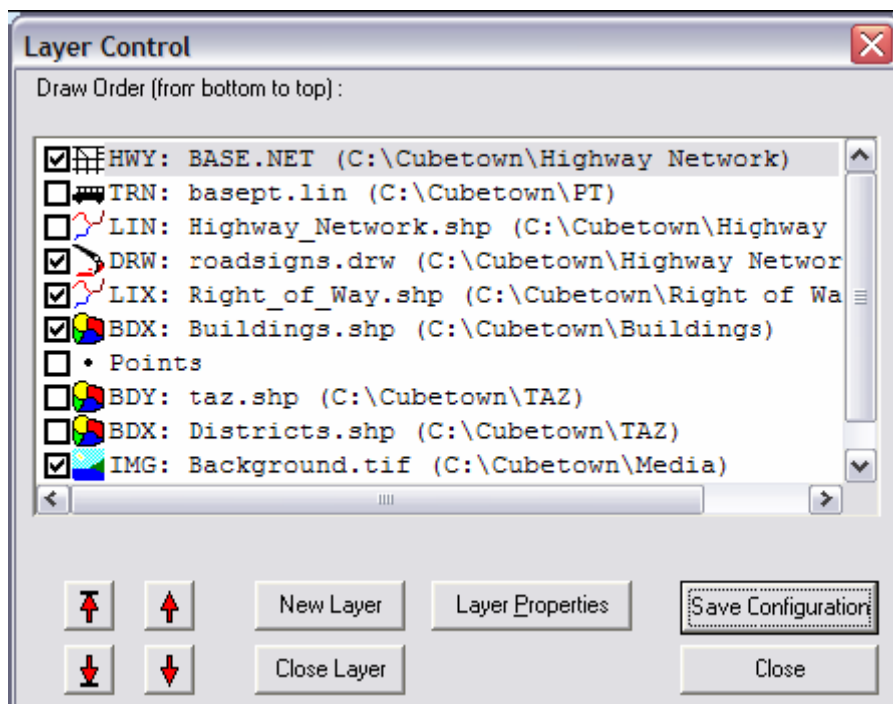 Layer Control
Draw Order (from bottom to top) :
HWY: BASE.NET (C:\Cubetown\Highway Network)
TRN: basept.lin (C:\Cubetown\PT)
LIN: Highway_Network.shp (C:\Cubetown\Highway
DRW: roadsigns.drw (C:\Cubetown\Highway Networ
LIX: Right_of_Way.shp (C:\Cubetown\Right of Wa
BDX: Buildings.shp (C:\Cubetown\Buildings)
Points
BDY: taz.shp (C:\Cubetown\TAZ)
BDX: Districts.shp (C:\Cubetown\TAZ)
IMG: Background.tif (C:\Cubetown\Media)
New Layer Layer Properties Save Configuration
Close Layer Close